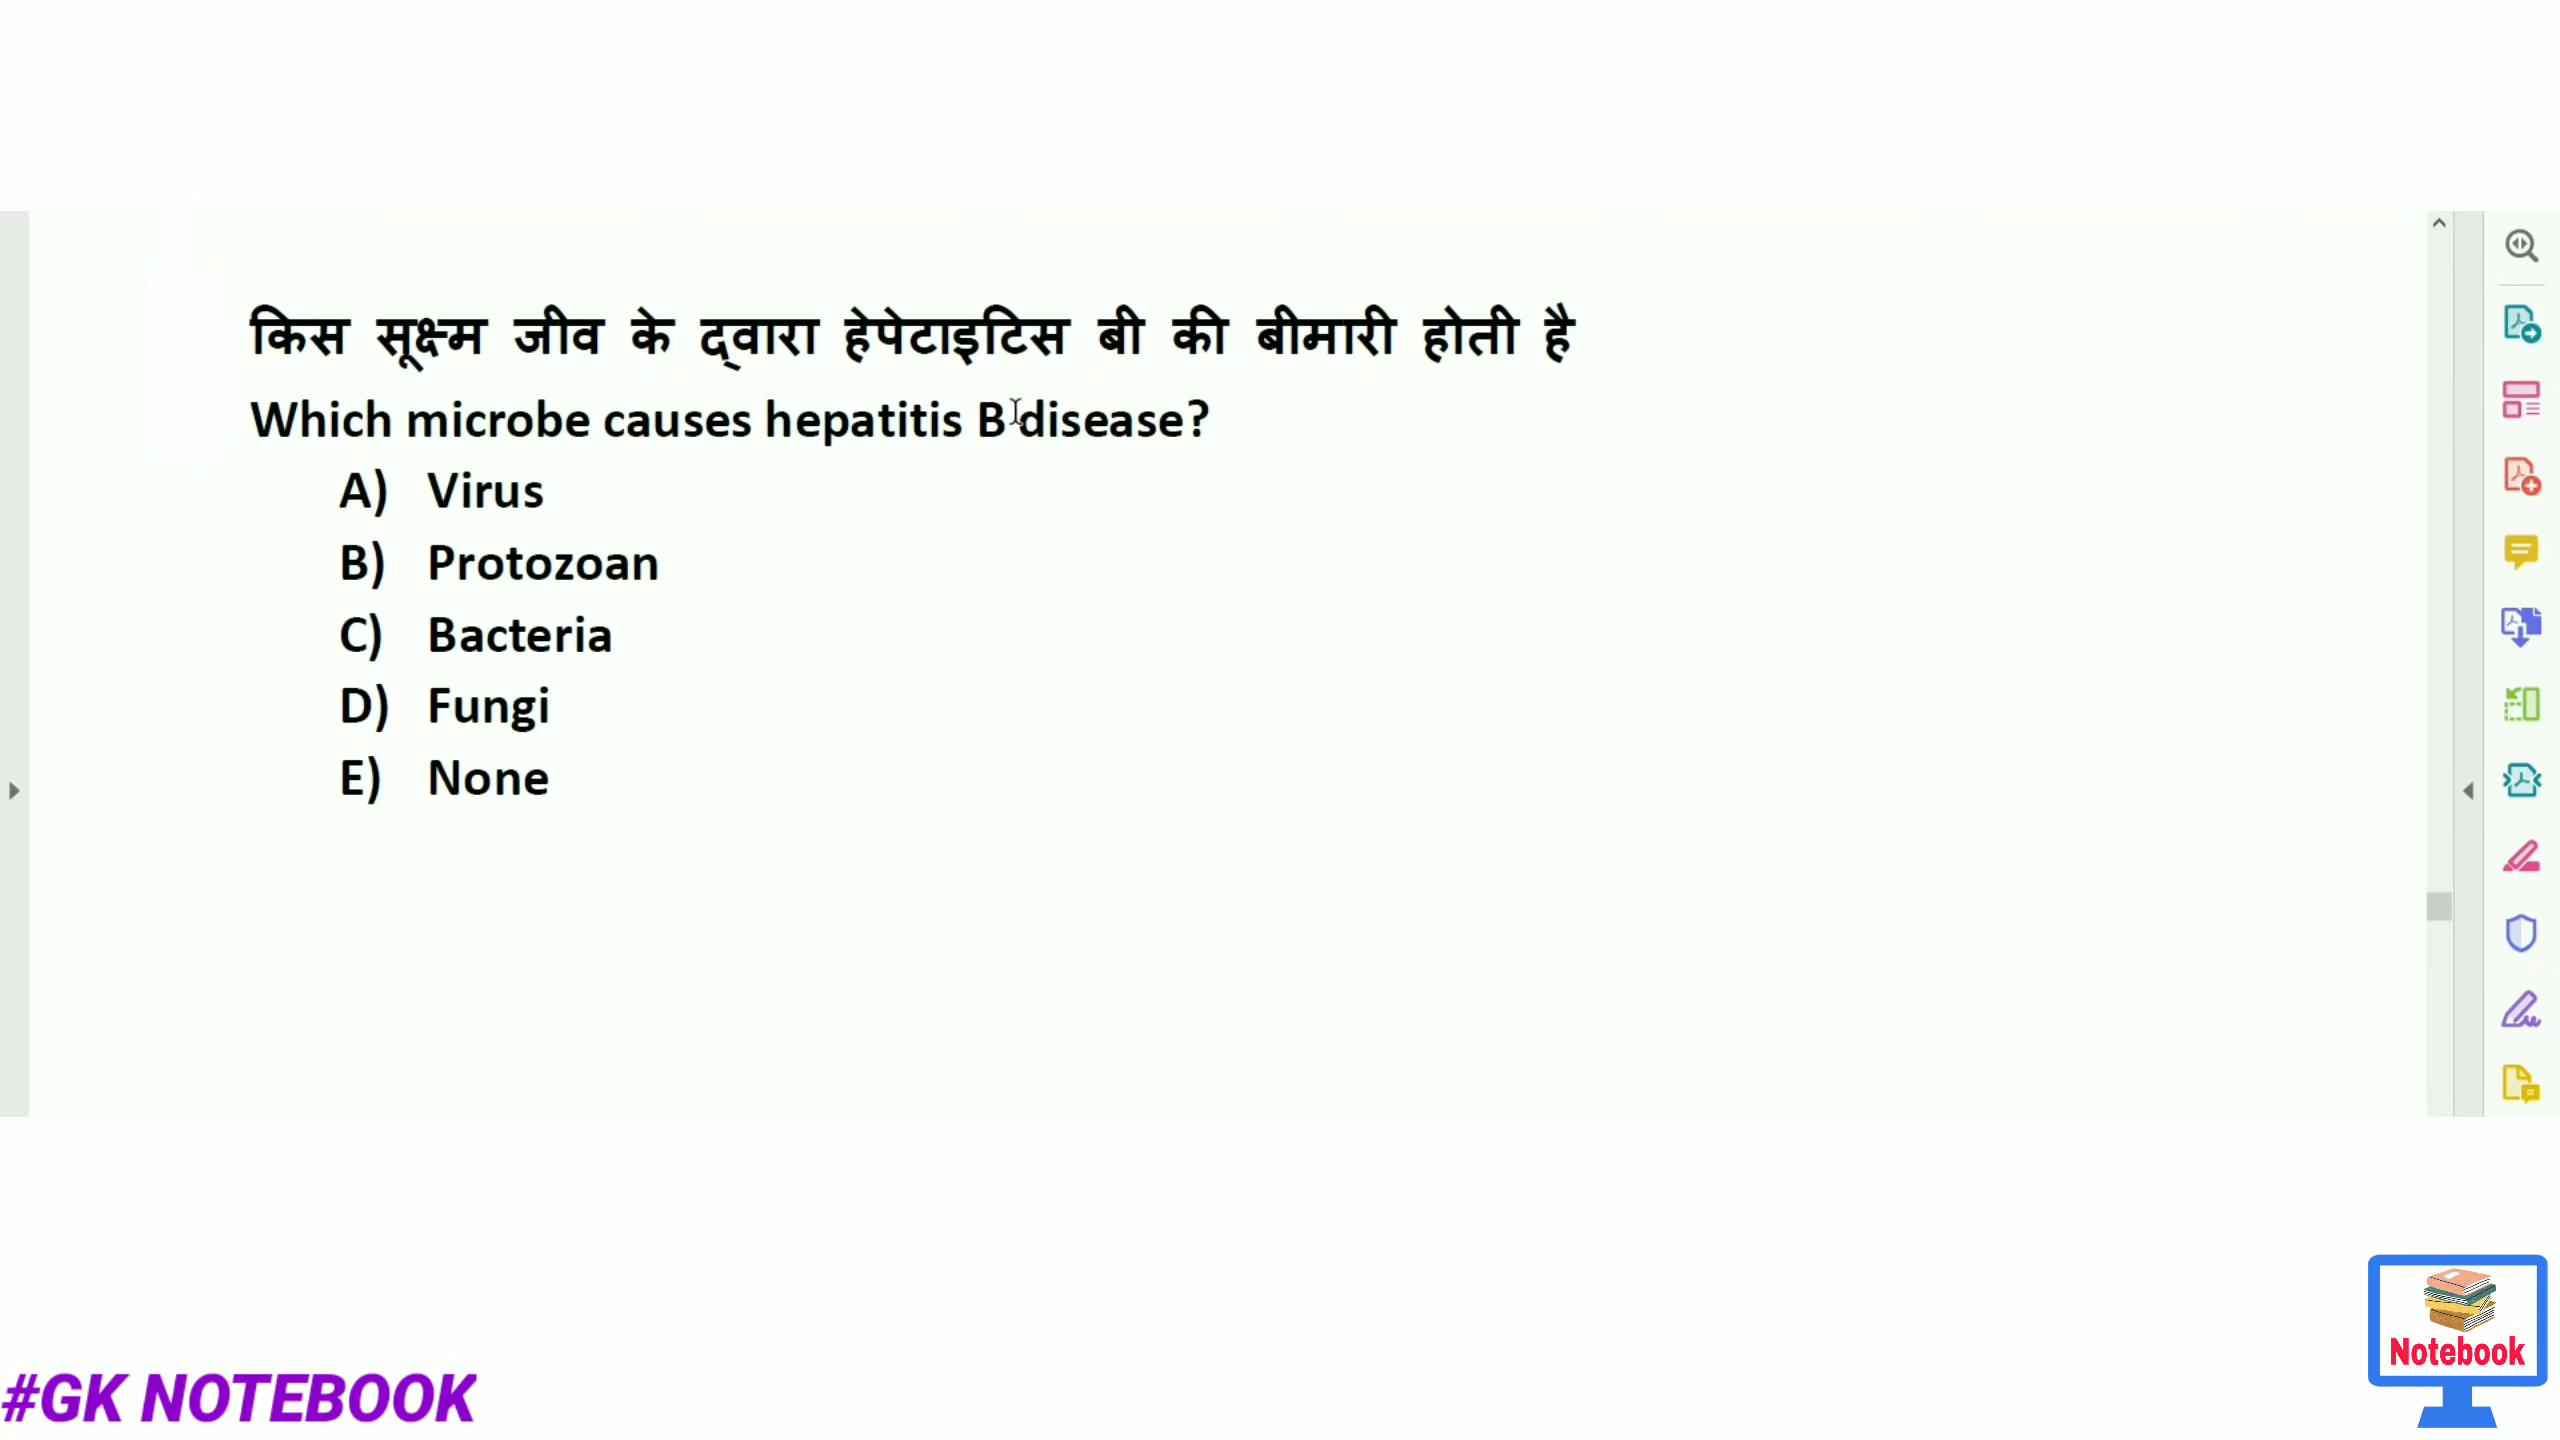 किस सूक्ष्म जीव के द्वारा हेपेटाइटिस बी की बीमारी होती है
Which microbe causes hepatitis B disease?
A) Virus
B) Protozoan
C) Bacteria
D) Fungi
E) None
Notebook
#GK NOTEBOOK